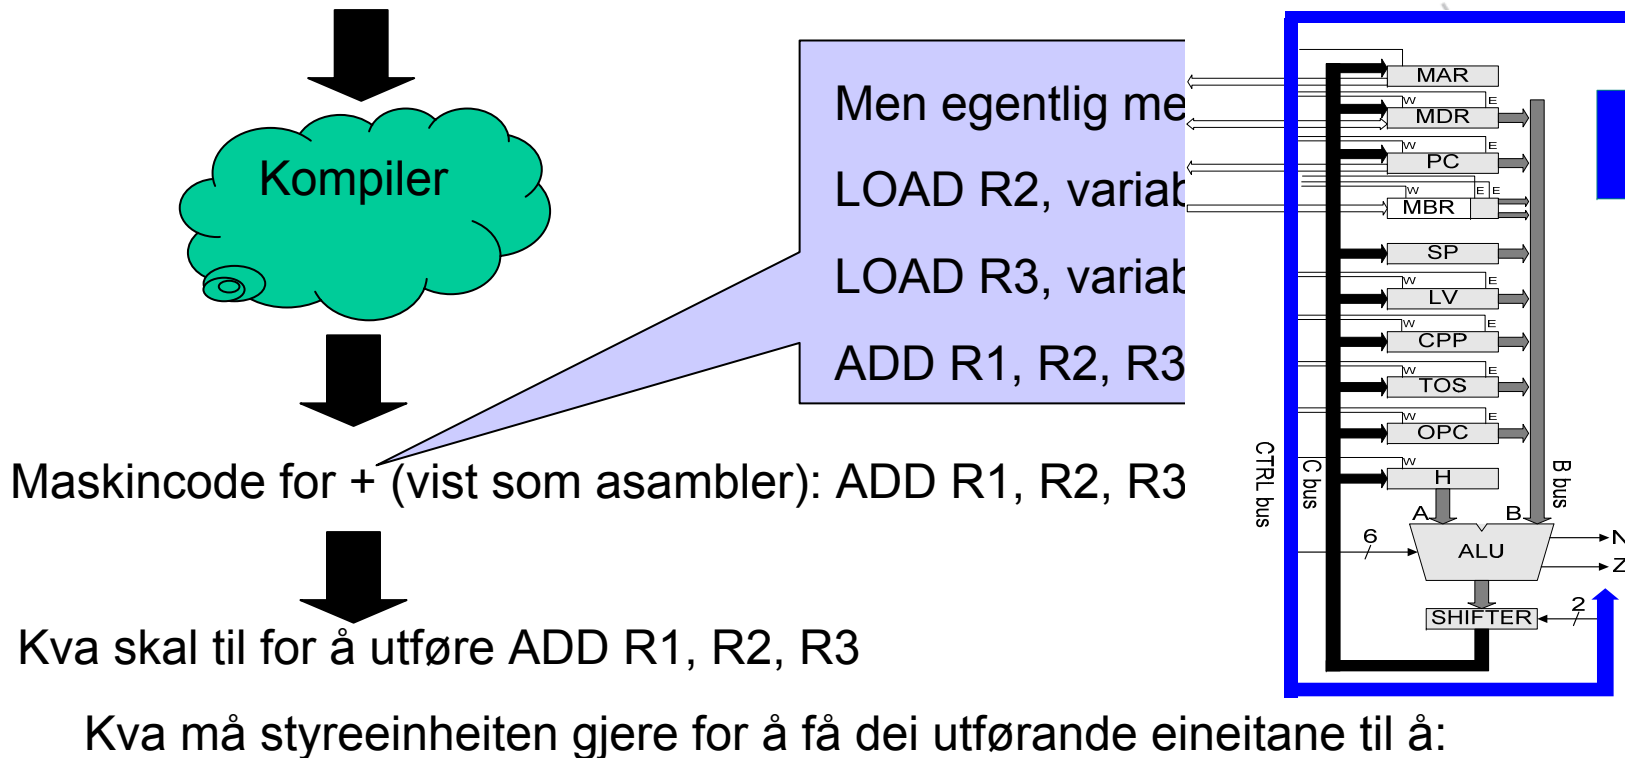 Kompiler
Men egentlig me
LOAD R2, variab
LOAD R3, variab
ADD R1, R2, R3
Maskincode for + (vist som asambler): ADD R1, R2, R3
Kva skal til for å utføre ADD R1, R2, R3
Kva må styreeinheiten gjere for å få dei utførande eineitane til å:
MAR
W E
MDR
W E
PC
W E E
MBR
SP
W E
LV
W E
CPP
W E
TOS
W E
OPC
W
H
CTRL bus
C bus
B bus
A B
6
ALU
N
Z
2
SHIFTER